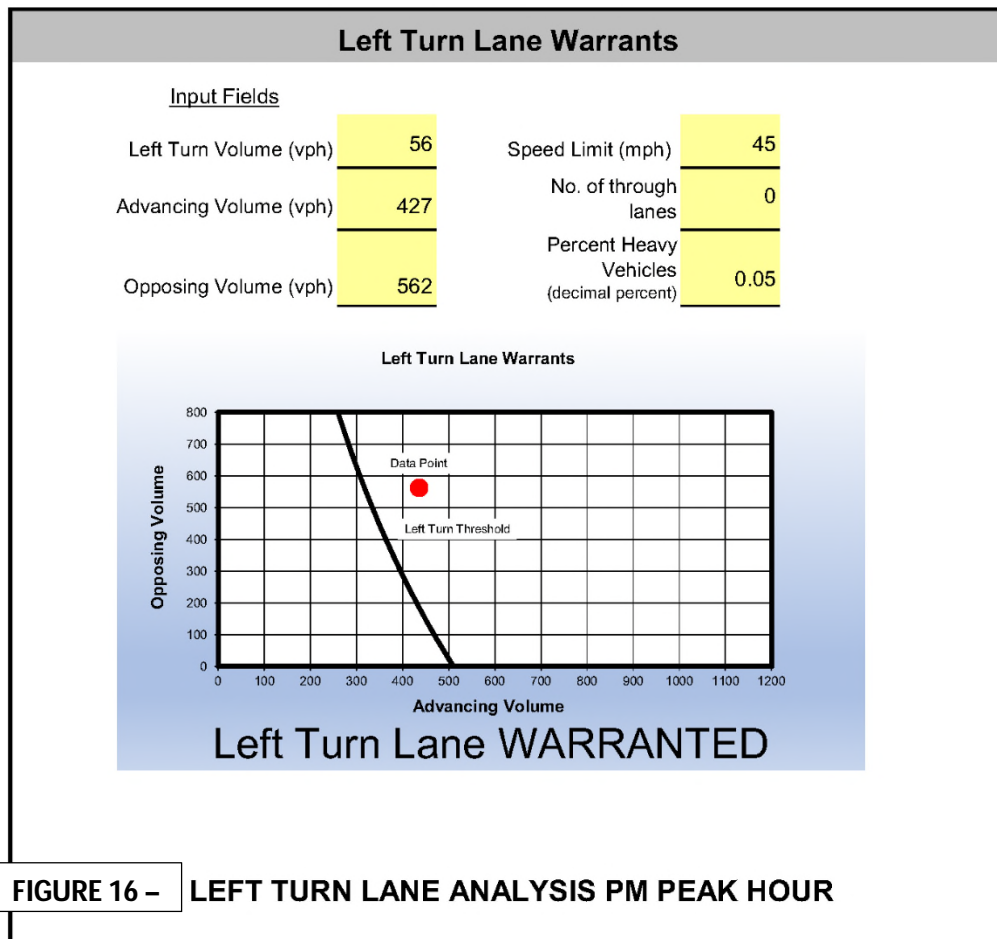 Left Turn Lane Warrants
Input Fields
Left Turn Volume (vph) 56
Speed Limit (mph) 45
Advancing Volume (vph) 427
No. of through
lanes 0
Opposing Volume (vph) 562
Percent Heavy
Vehicles
(decimal percent) 0.05
Left Turn Lane Warrants
800
700
600
500
400
300
200
100
0
Opposing Volume
Data Point
Left Turn Threshold
0 100 200 300 400 500 600 700 800 900 1000 1100 1200
Advancing Volume
Left Turn Lane WARRANTED
FIGURE 16 – LEFT TURN LANE ANALYSIS PM PEAK HOUR